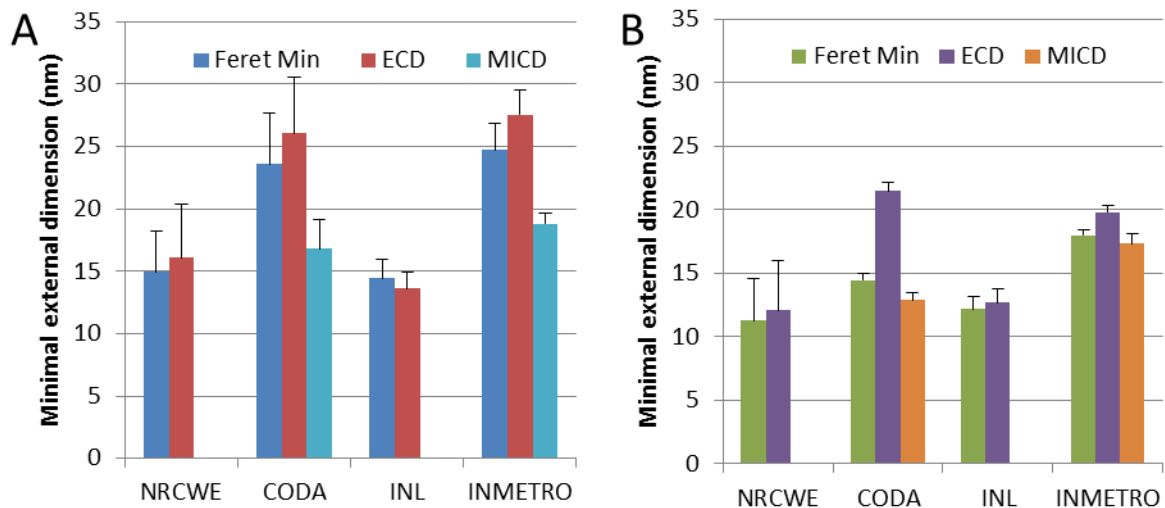 A
Minimal external dimension (nm)
35
30
25
20
15
10
5
0
Feret Min ECD MICD
NRCWE CODA INL INMETRO
B
Minimal external dimension (nm)
35
30
25
20
15
10
5
0
Feret Min ECD MICD
NRCWE CODA INL INMETRO